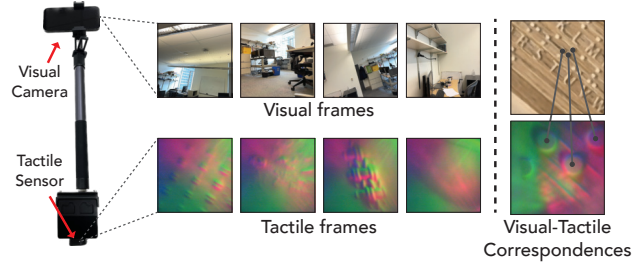 Visual
Camera
Tactile
Sensor
Visual frames
Tactile frames
Visual-Tactile
Correspondences